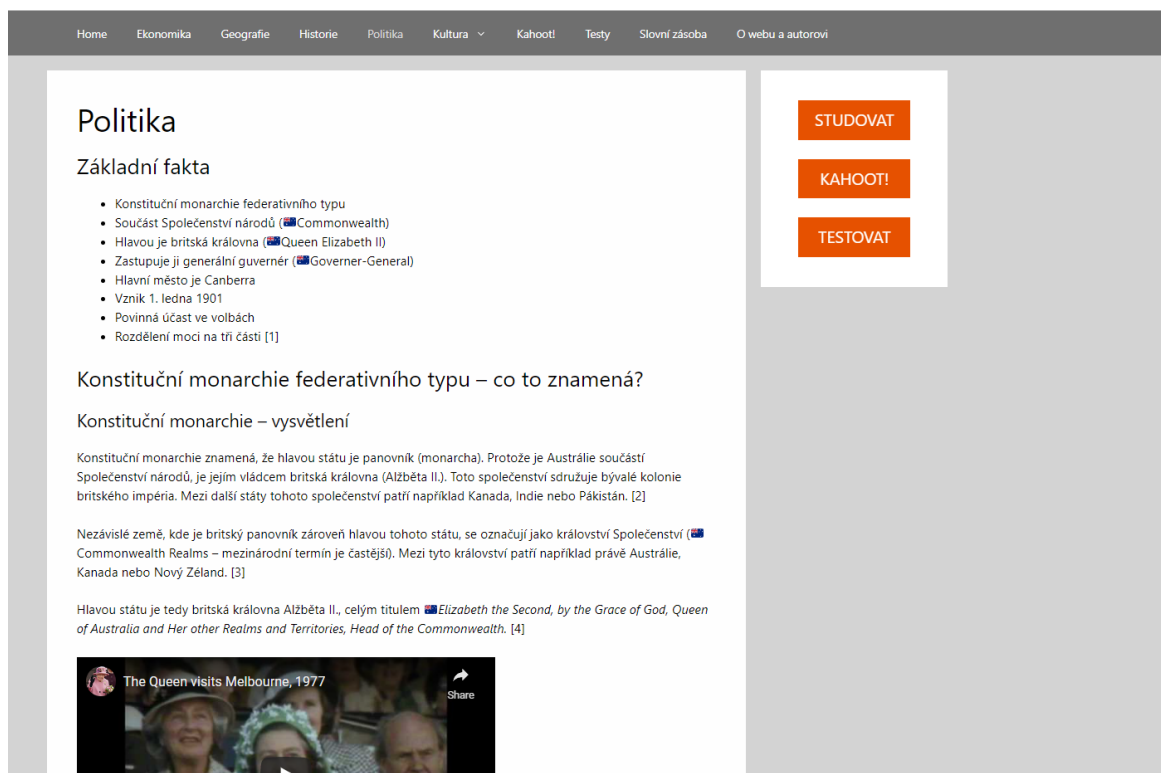 Home Ekonomika Geografie Historie Politika Kultura Kahoot! Testy Slovní zásoba O webu a autorovi
Politika
Základní fakta
• Konstituční monarchie federativního typu
• Součást Společenství národů (Commonwealth)
• Hlavou je britská královna (Queen Elizabeth II)
• Zastupuje ji generální guvernér (Governer-General)
• Hlavní město je Canberra
• Vznik 1. ledna 1901
• Povinná účast ve volbách
• Rozdělení moci na tři části [1]
Konstituční monarchie federativního typu – co to znamená?
Konstituční monarchie – vysvětlení
Konstituční monarchie znamená, že hlavou státu je panovník (monarcha). Protože je Austrálie součástí
Společenství národů, je jejím vládcem britská královna (Alžběta II.). Toto společenství sdružuje bývalé kolonie
britského impéria. Mezi další státy tohoto společenství patří například Kanada, Indie nebo Pákistán. [2]
Nezávislé země, kde je britský panovník zároveň hlavou tohoto státu, se označují jako království Společenství (
Commonwealth Realms – mezinárodní termín je častější). Mezi tyto království patří například právě Austrálie,
Kanada nebo Nový Zéland. [3]
Hlavou státu je tedy britská královna Alžběta II., celým titulem Elizabeth the Second, by the Grace of God, Queen
of Australia and Her other Realms and Territories, Head of the Commonwealth. [4]
The Queen visits Melbourne, 1977
Share
STUDOVAT
KAHOOT!
TESTOVAT